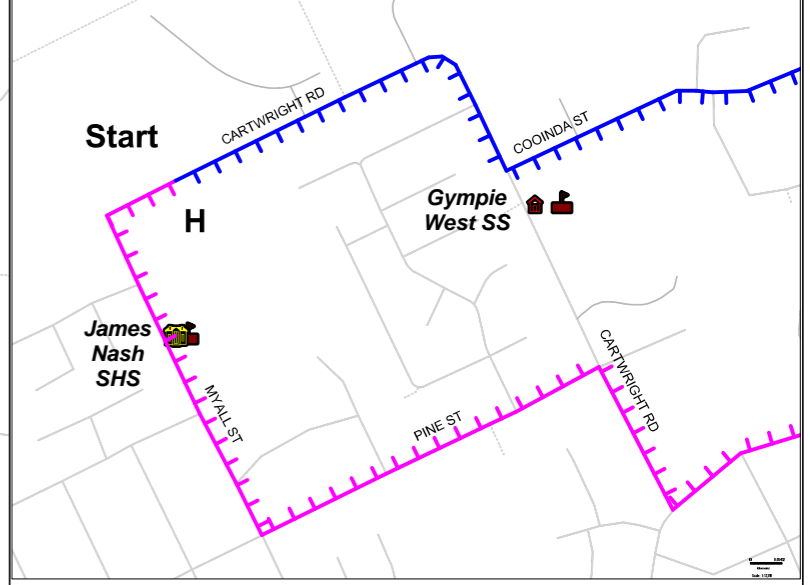 CARTWRIGHT RD
Start
COOINDA ST
Gympie
West SS
H
James
Nash
SHS
CARTWRIGHT RD
MYALL ST
PINE ST